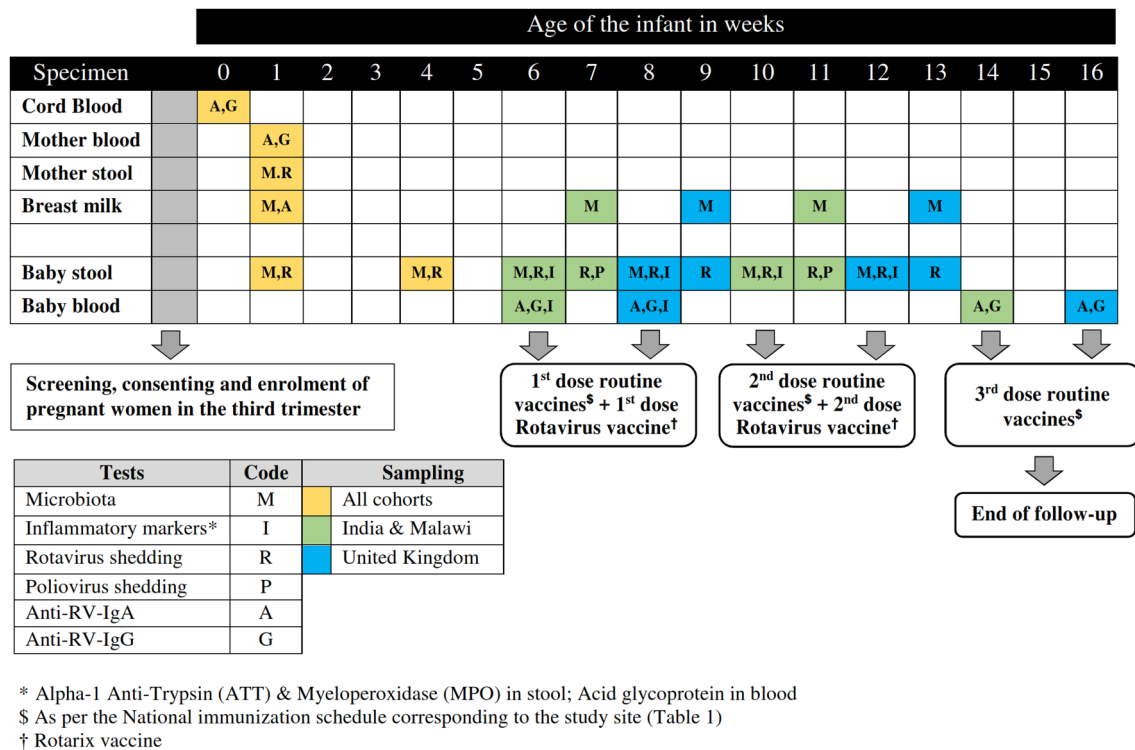 Age of the infant in weeks
Specimen 0 1 2 3 4 5 6 7 8 9 10 11 12 13 14 15 16
Cord Blood A,G
Mother blood A,G
Mother stool M.R
Breast milk M,A M M M M
Baby stool M,R M,R M,R,I R,P M,R,I R M,R,I R,P M,R,I R
Baby blood A,G,I A,G,I A,G A,G
Screening, consenting and enrolment of
pregnant women in the third trimester
1st dose routine
vaccines$ + 1st dose
Rotavirus vaccine†
2nd dose routine
vaccines$ + 2nd dose
Rotavirus vaccine†
3rd dose routine
vaccines$
End of follow-up
Tests Code Sampling
Microbiota M All cohorts
Inflammatory markers* I India & Malawi
Rotavirus shedding R United Kingdom
Poliovirus shedding P
Anti-RV-IgA A
Anti-RV-IgG G
* Alpha-1 Anti-Trypsin (ATT) & Myeloperoxidase (MPO) in stool; Acid glycoprotein in blood
$ As per the National immunization schedule corresponding to the study site (Table 1)
† Rotarix vaccine